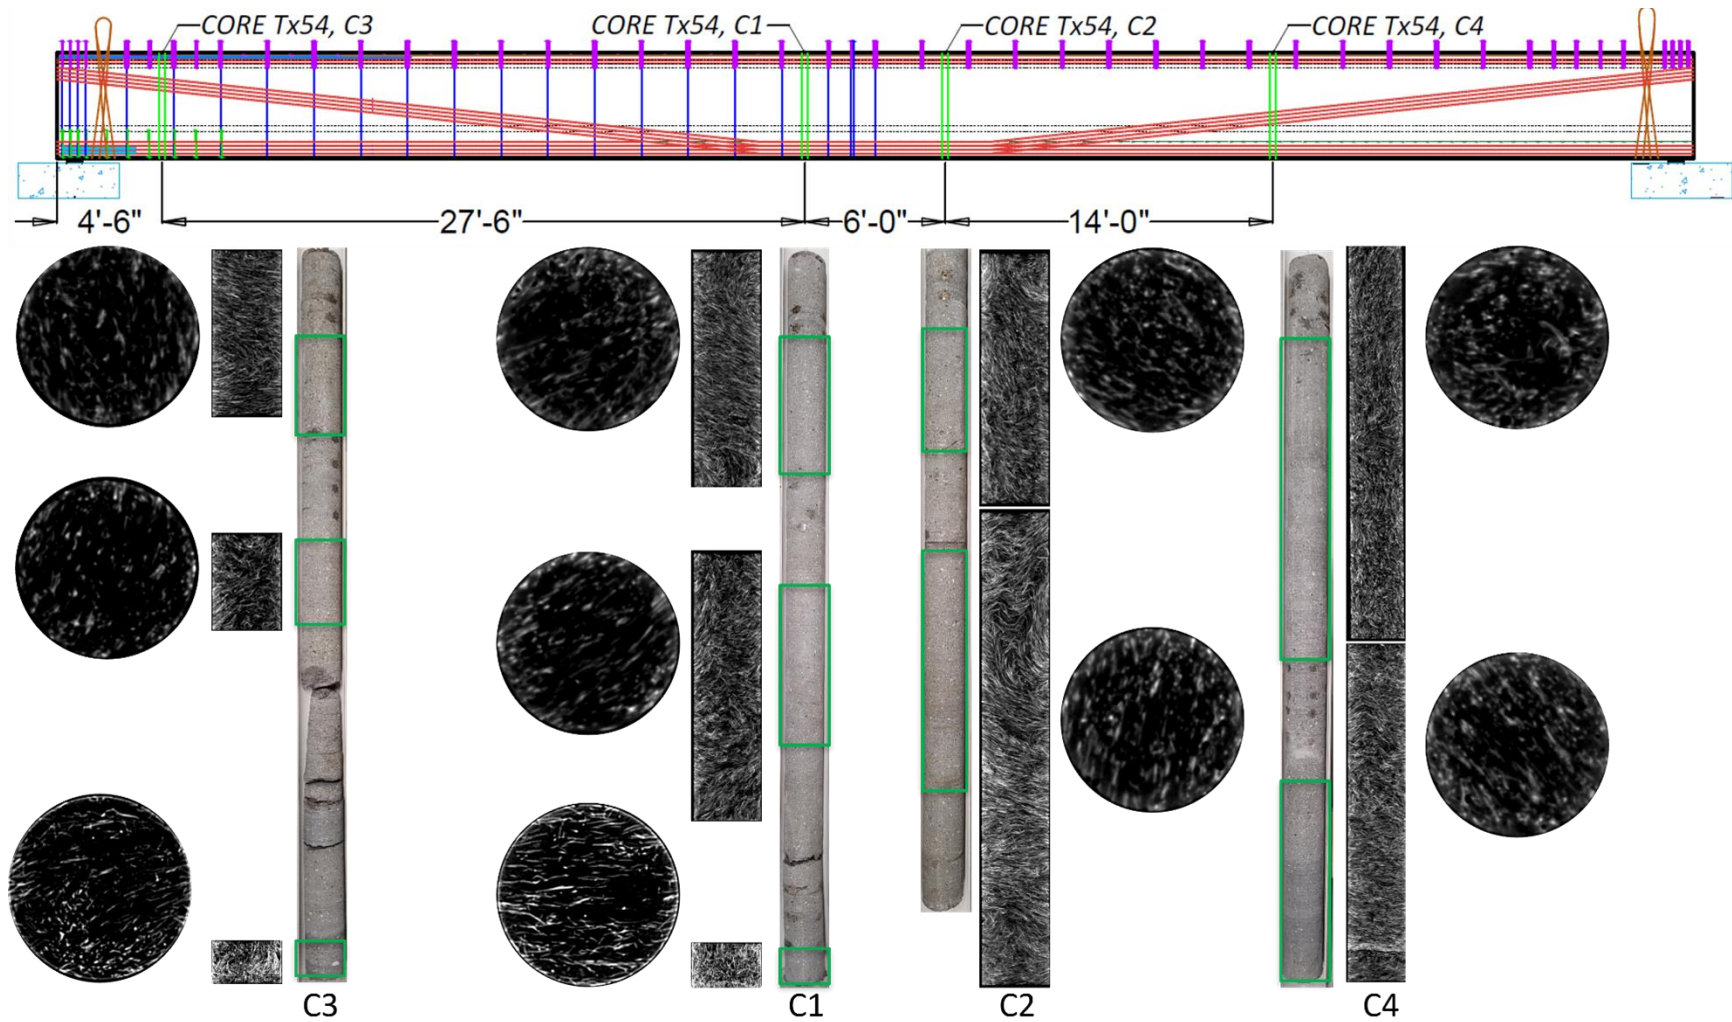 CORE Tx54, C3
CORE Tx54, C1
CORE Tx54, C2
CORE Tx54, C4
4'-6"
27'-6"
6'-0"
14'-0"
C3
C1
C2
C4